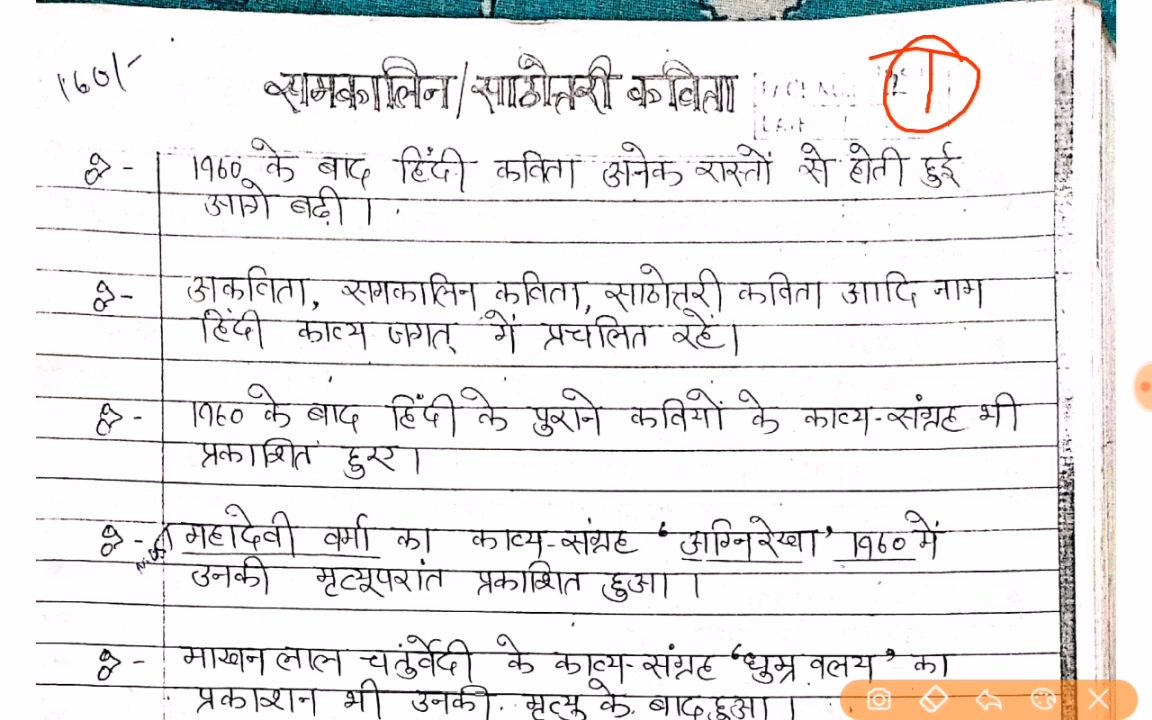 160/-
समकालिन/साठोत्तरी कविता
1960 के बाद हिंदी कविता अनेक रास्तों से होती हुई
आगे बढ़ी ।
अकविता, समकालिन कविता, साठोत्तरी कविता आदि नाम
हिंदी काव्य जगत् में प्रचलित रहें।
1960 के बाद हिंदी के पुराने कवियों के काव्य-संग्रह भी
प्रकाशित हुए ।
महादेवी वर्मा का काव्य-संग्रह 'अग्निरेखा' 1960 में
उनकी मृत्यूपरांत प्रकाशित हुआ ।
माखनलाल चतुंर्वेदी के काव्य-संग्रह 'धुम्र वलय' का
प्रकाशन भी उनकी मृत्यु के बाद हुआ ।